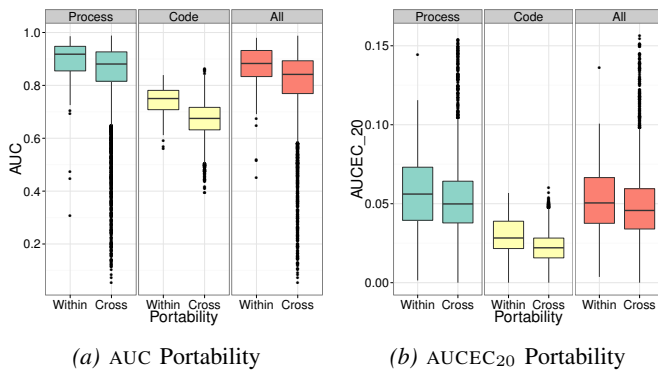 Process Code All
1.0
0.8
0.6
0.4
0.2
AUC
Within Cross Within Cross Within Cross
Portability
(a) AUC Portability
Process Code All
0.15
0.10
0.05
0.00
AUCEC_20
Within Cross Within Cross Within Cross
Portability
(b) AUCEC20 Portability